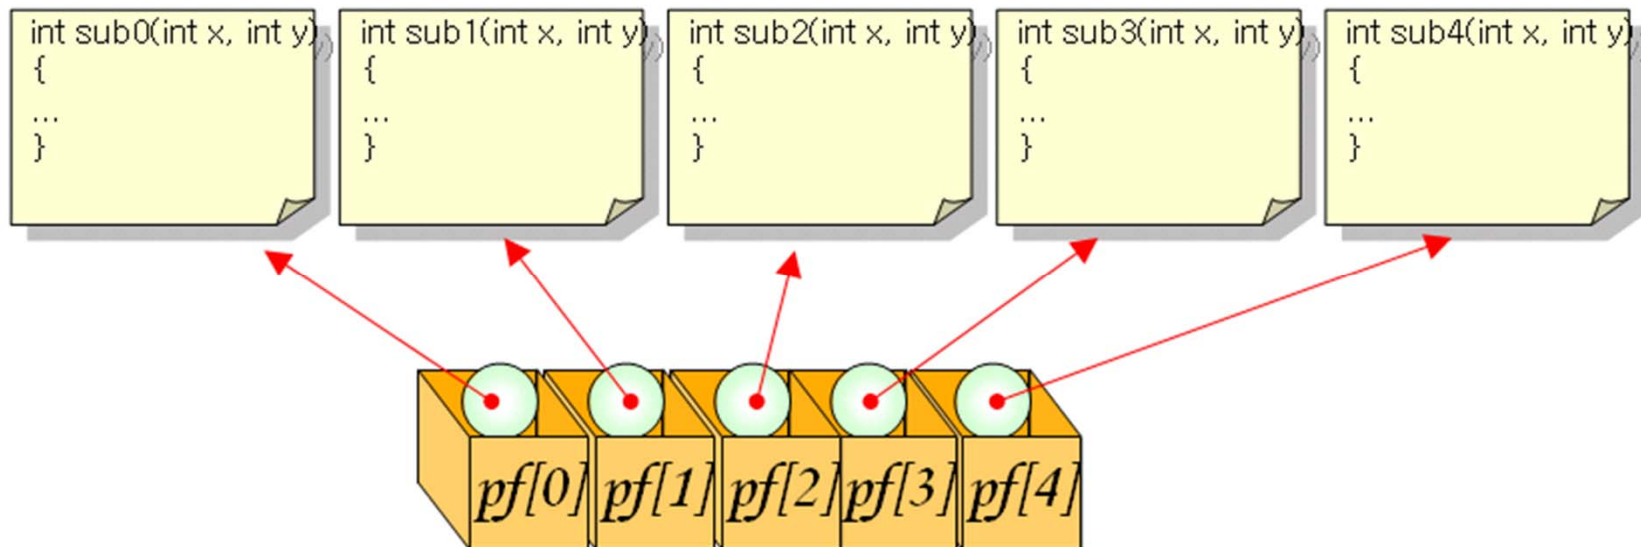 int sub0(int x, int y)
{
...
}
int sub1(int x, int y)
{
...
}
int sub2(int x, int y)
{
...
}
int sub3(int x, int y)
{
...
}
int sub4(int x, int y)
{
...
}
pf[0] pf[1] pf[2] pf[3] pf[4]